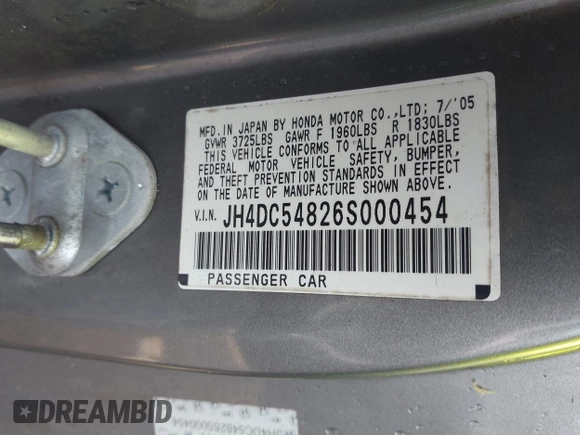 MFD.IN JAPAN BY HONDA MOTOR CO.,LTD; 7/'05
GVWR 3725LBS GAWR F 1960LBS R 1830LBS
THIS VEHICLE CONFORMS TO ALL APPLICABLE
FEDERAL MOTOR VEHICLE SAFETY, BUMPER,
AND THEFT PREVENTION STANDARDS IN EFFECT
ON THE DATE OF MANUFACTURE SHOWN ABOVE.
V.I.N. JH4DC54826S000454
PASSENGER CAR
JH4DC54826S000454
DREAMBID